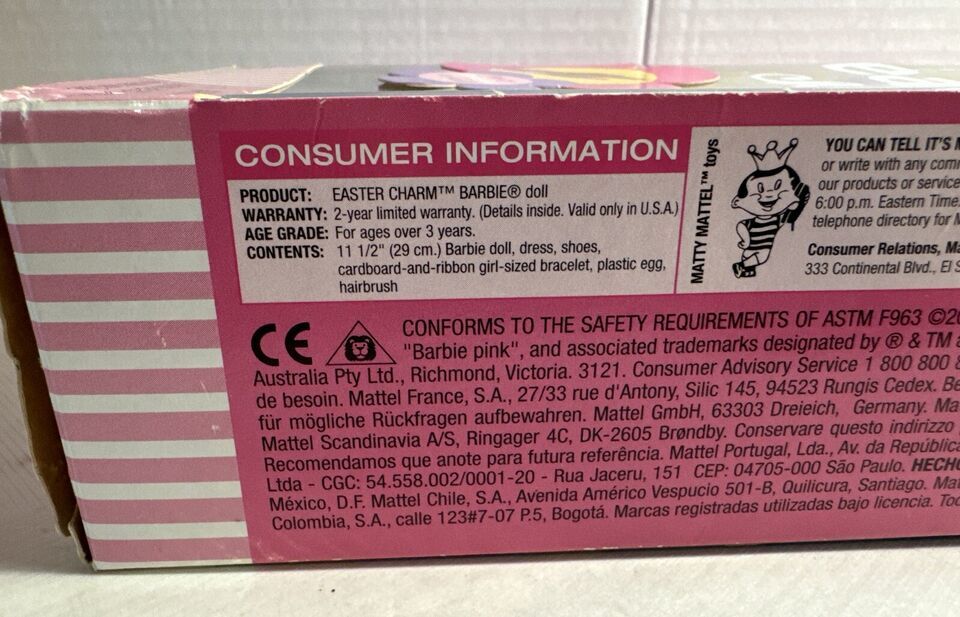 CONSUMER INFORMATION
PRODUCT: EASTER CHARM™ BARBIE® doll
WARRANTY: 2-year limited warranty. (Details inside. Valid only in U.S.A.)
AGE GRADE: For ages over 3 years.
CONTENTS: 11 1/2" (29 cm.) Barbie doll, dress, shoes,
cardboard-and-ribbon girl-sized bracelet, plastic egg,
hairbrush
MATTY MATTEL™ toys
YOU CAN TELL IT'S
or write with any
our products or service
6:00 p.m. Eastern Time.
telephone directory for
Consumer Relations,
333 Continental Blvd., El
CE
CONFORMS TO THE SAFETY REQUIREMENTS OF ASTM F963 ©
"Barbie pink", and associated trademarks designated by ® & TM
Australia Pty Ltd., Richmond, Victoria. 3121. Consumer Advisory Service 1 800 800
de besoin. Mattel France, S.A., 27/33 rue d'Antony, Silic 145, 94523 Rungis Cedex.
für mögliche Rückfragen aufbewahren. Mattel GmbH, 63303 Dreieich, Germany.
Mattel Scandinavia A/S, Ringager 4C, DK-2605 Brøndby. Conservare questo indirizzo
Recomendamos que anote para futura referência. Mattel Portugal, Lda., Av. da República
Ltda - CGC: 54.558.002/0001-20 - Rua Jaceru, 151 CEP: 04705-000 São Paulo. HECHO
México, D.F. Mattel Chile, S.A., Avenida Américo Vespucio 501-B, Quilicura, Santiago.
Colombia, S.A., calle 123#7-07 P.5, Bogotá. Marcas registradas utilizadas bajo licencia.